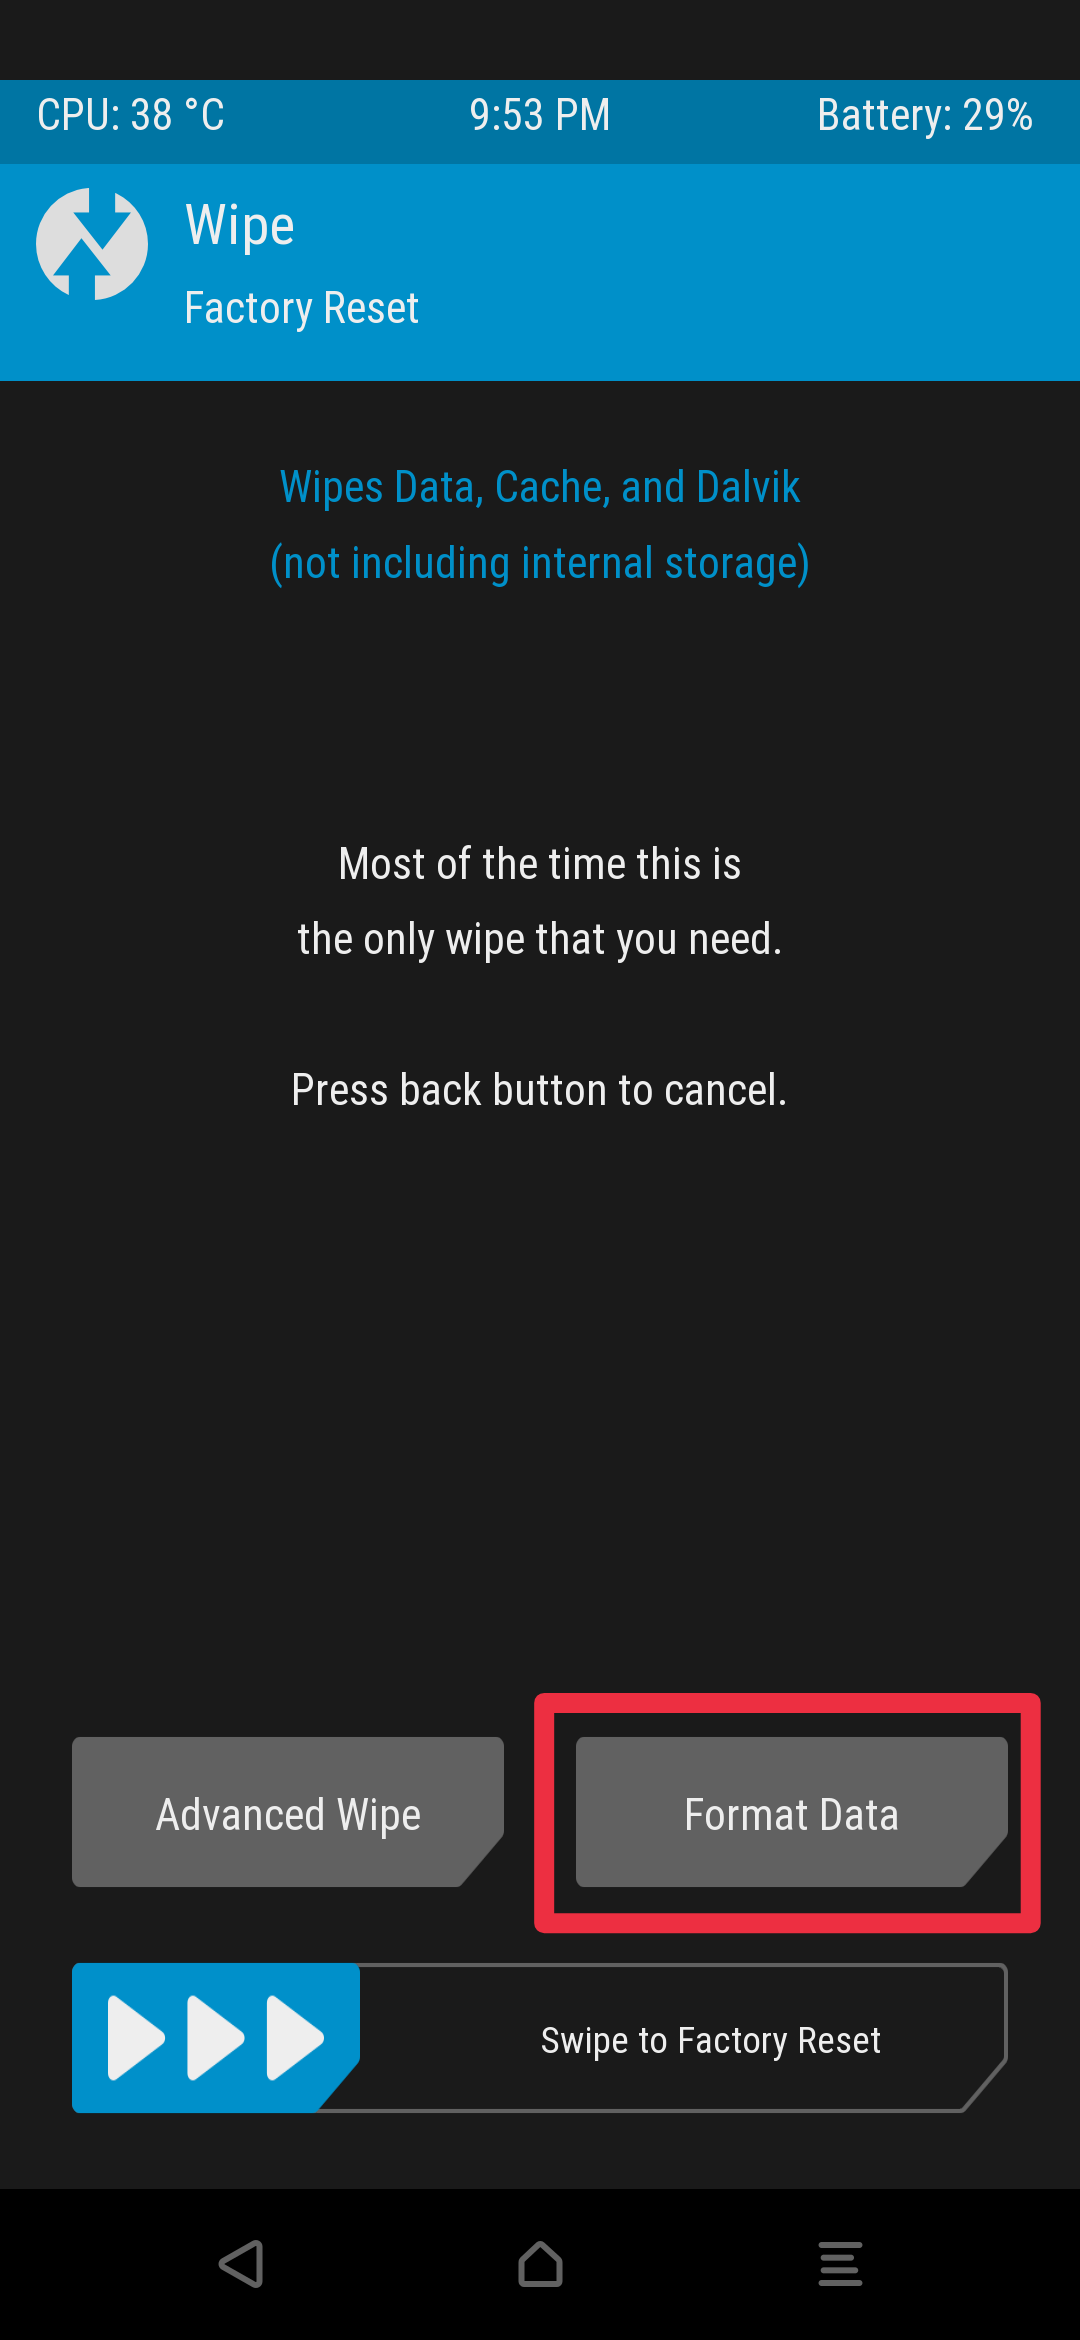 CPU: 38 °C 9:53 PM Battery: 29%
Wipe
Factory Reset
Wipes Data, Cache, and Dalvik
(not including internal storage)
Most of the time this is
the only wipe that you need.
Press back button to cancel.
Advanced Wipe Format Data
Swipe to Factory Reset